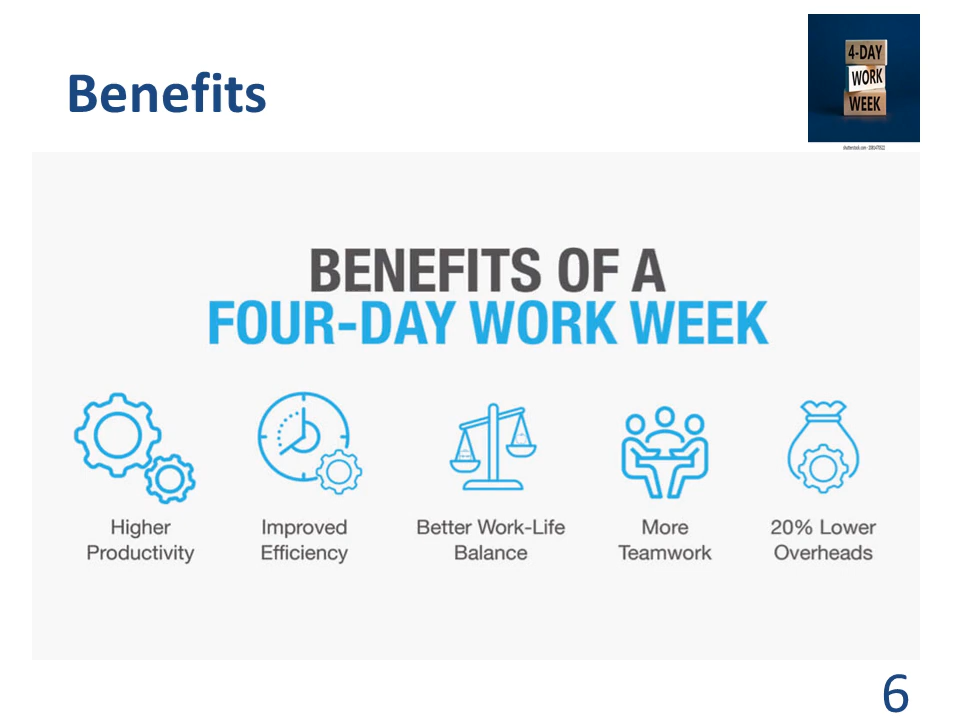 Benefits
4-DAY
WORK
WEEK
BENEFITS OF A
FOUR-DAY WORK WEEK
Higher
Productivity
Improved
Efficiency
Better Work-Life
Balance
More
Teamwork
20% Lower
Overheads
6